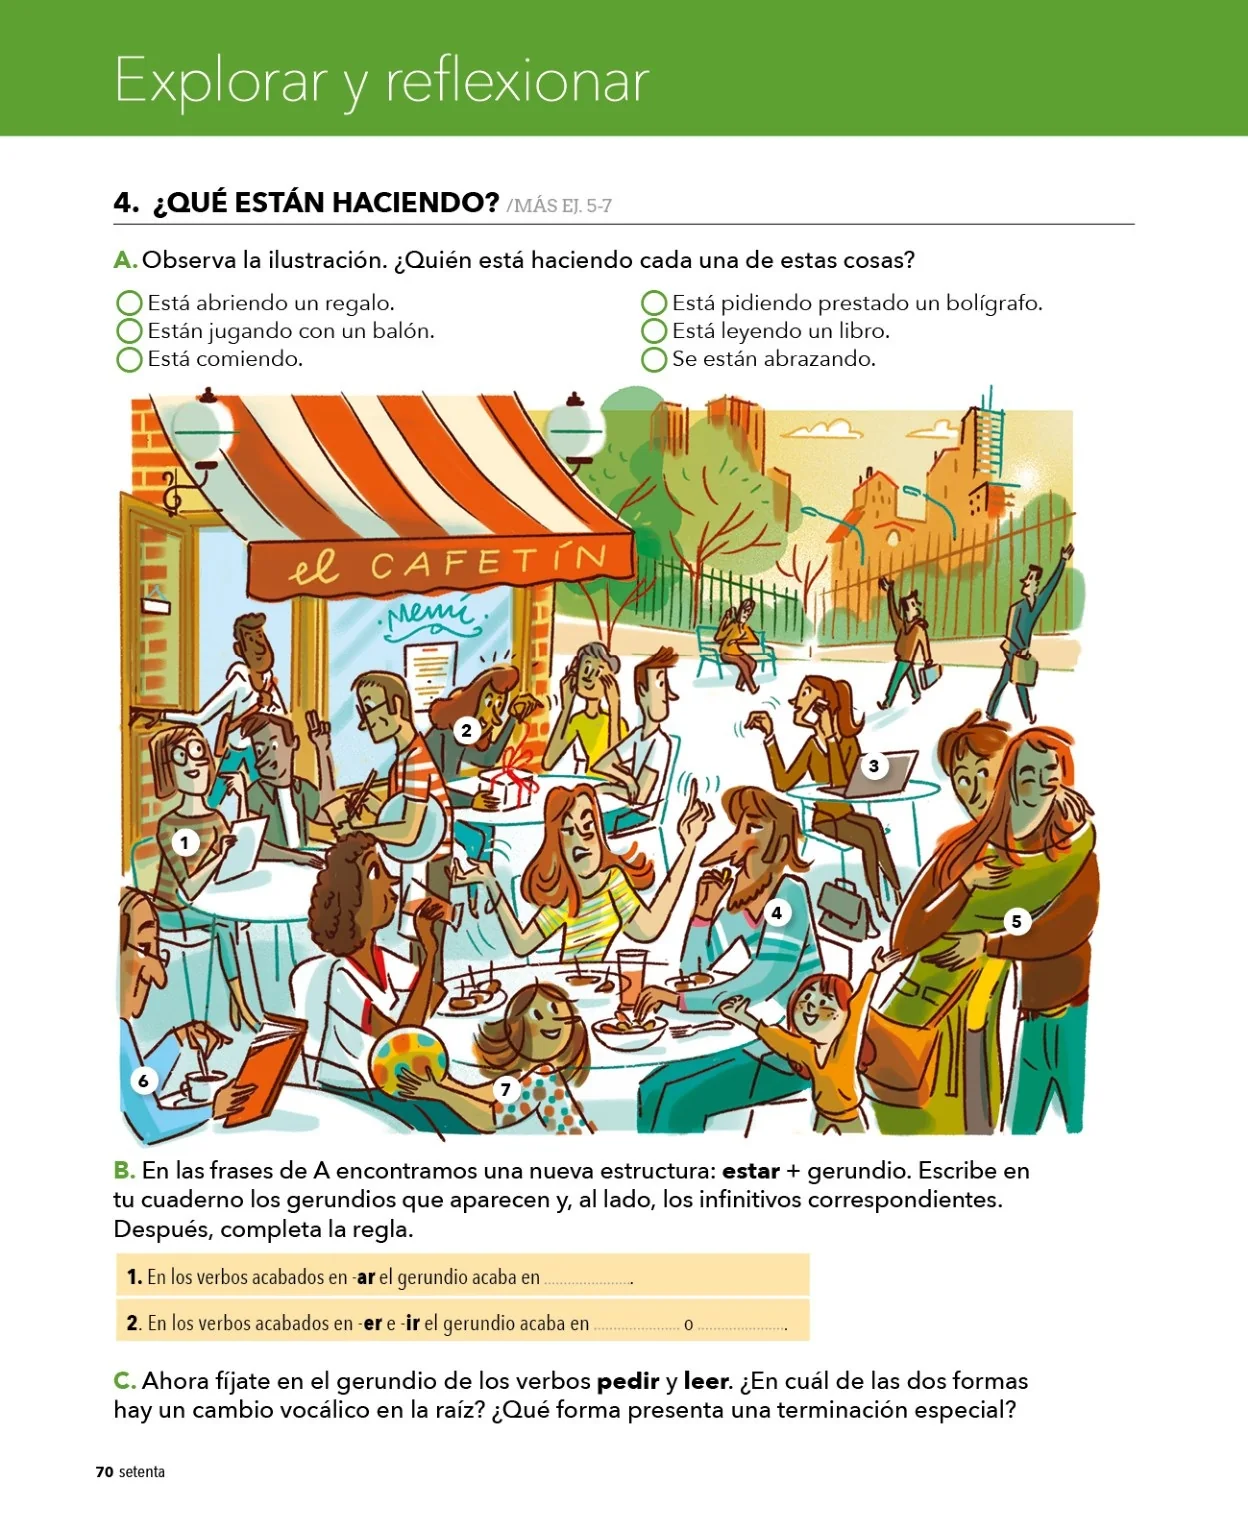 Explorar y reflexionar
4. ¿QUÉ ESTÁN HACIENDO? /MÁS EJ. 5-7
A. Observa la ilustración. ¿Quién está haciendo cada una de estas cosas?
Está abriendo un regalo.
Están jugando con un balón.
Está comiendo.
Está pidiendo prestado un bolígrafo.
Está leyendo un libro.
Se están abrazando.
el CAFETÍN
Menú
2
3
1
4
5
6
7
B. En las frases de A encontramos una nueva estructura: estar + gerundio. Escribe en
tu cuaderno los gerundios que aparecen y, al lado, los infinitivos correspondientes.
Después, completa la regla.
1. En los verbos acabados en -ar el gerundio acaba en ......................
2. En los verbos acabados en -er e -ir el gerundio acaba en ...................... o ......................
C. Ahora fíjate en el gerundio de los verbos pedir y leer. ¿En cuál de las dos formas
hay un cambio vocálico en la raíz? ¿Qué forma presenta una terminación especial?
70 setenta